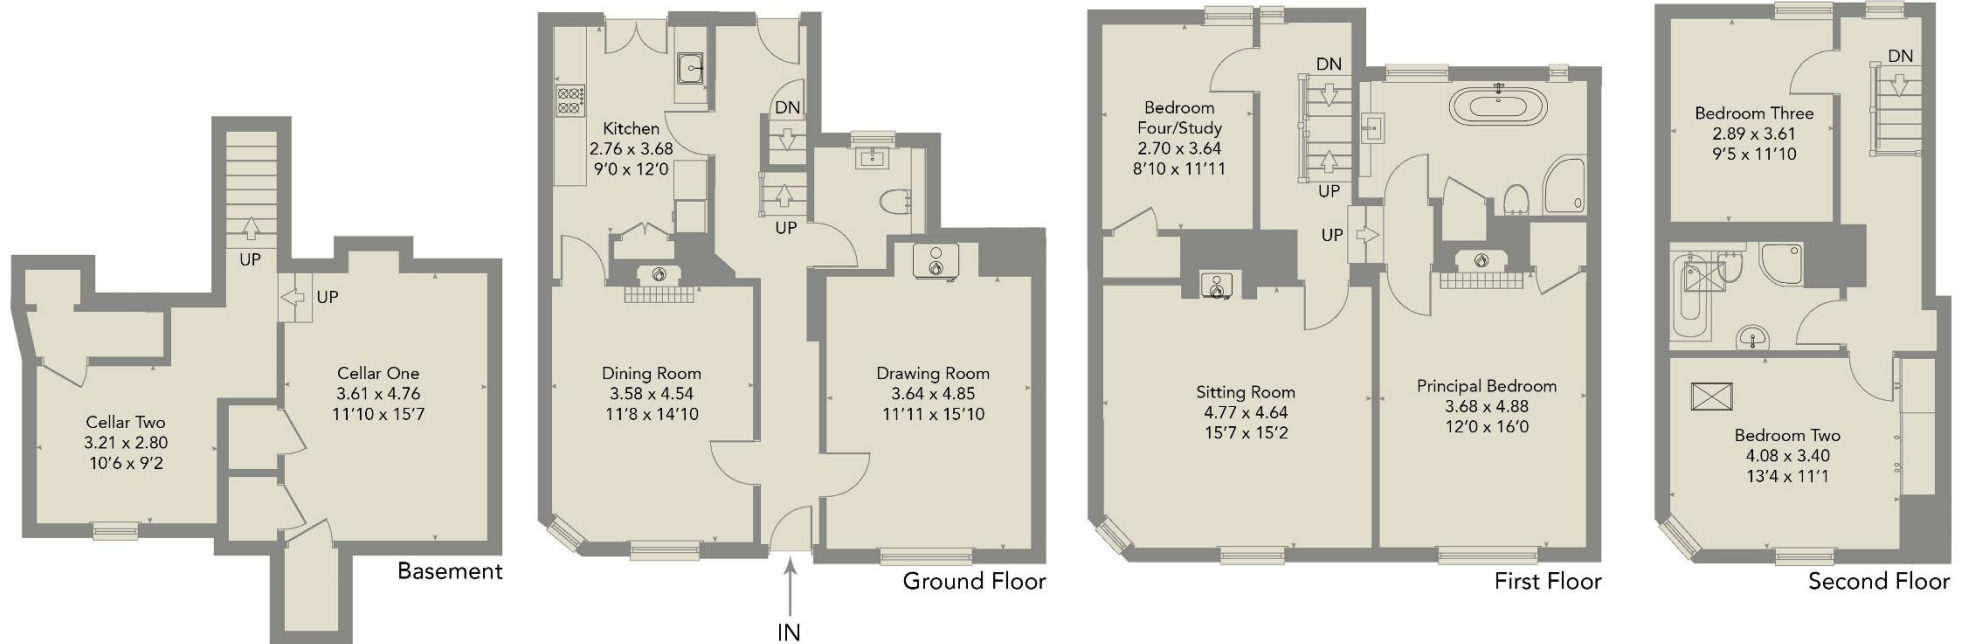 UP
UP
Cellar One
3.61 x 4.76
11'10 x 15'7
Cellar Two
3.21 x 2.80
10'6 x 9'2
Basement
Kitchen
2.76 x 3.68
9'0 x 12'0
DN
UP
Dining Room
3.58 x 4.54
11'8 x 14'10
Drawing Room
3.64 x 4.85
11'11 x 15'10
Ground Floor
IN
DN
Bedroom
Four/Study
2.70 x 3.64
8'10 x 11'11
UP
UP
Sitting Room
4.77 x 4.64
15'7 x 15'2
Principal Bedroom
3.68 x 4.88
12'0 x 16'0
First Floor
DN
Bedroom Three
2.89 x 3.61
9'5 x 11'10
Bedroom Two
4.08 x 3.40
13'4 x 11'1
Second Floor